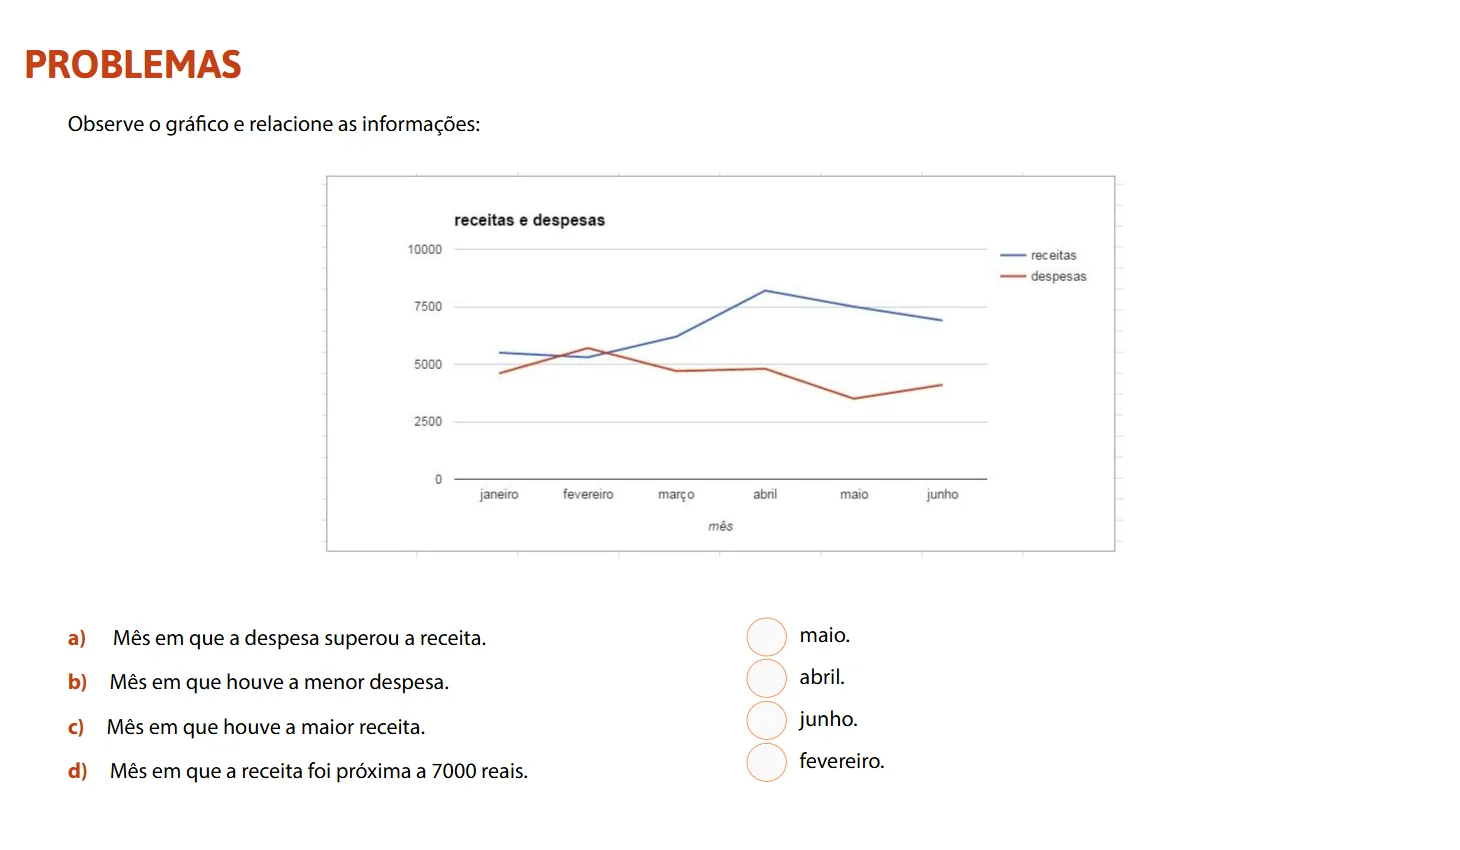 PROBLEMAS
Observe o gráfico e relacione as informações:
receitas e despesas
10000
7500
5000
2500
0
receitas
despesas
janeiro fevereiro março abril maio junho
mês
a) Mês em que a despesa superou a receita.
b) Mês em que houve a menor despesa.
c) Mês em que houve a maior receita.
d) Mês em que a receita foi próxima a 7000 reais.
maio.
abril.
junho.
fevereiro.